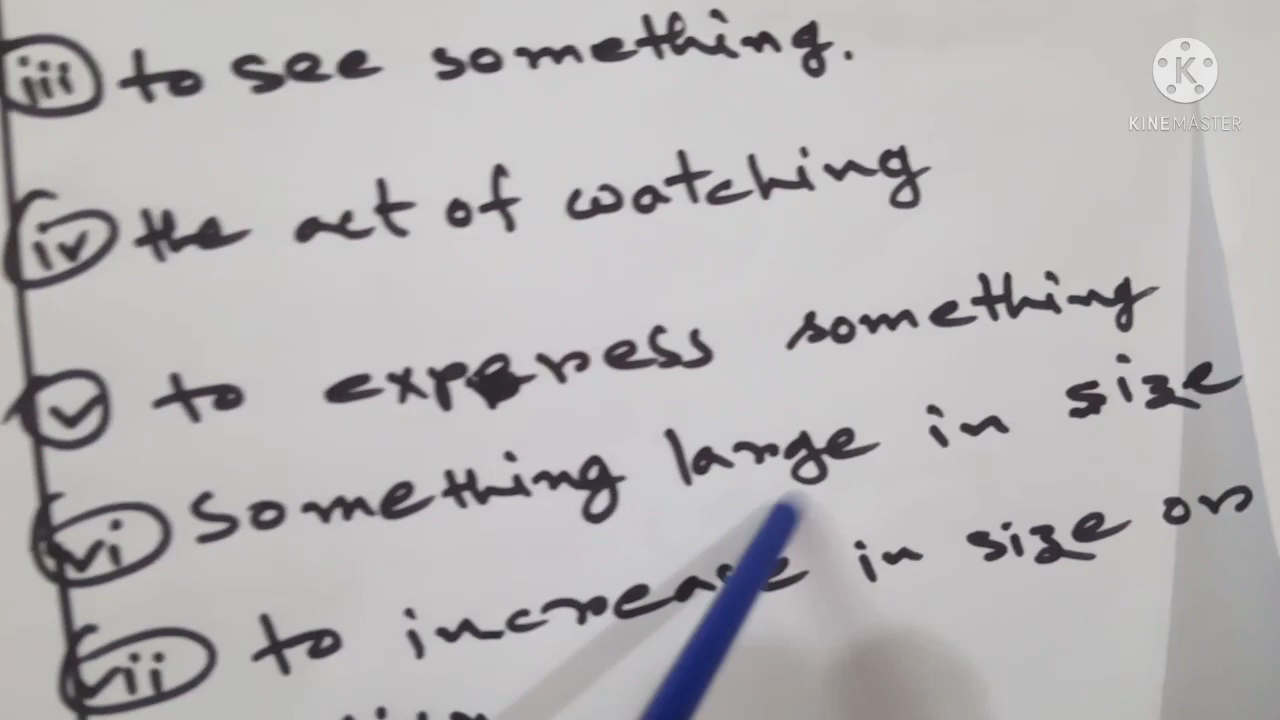 iii to see something.
iv the act of watching
v to express something
vi something large in size
vii to increase in size or
K
KINEMASTER